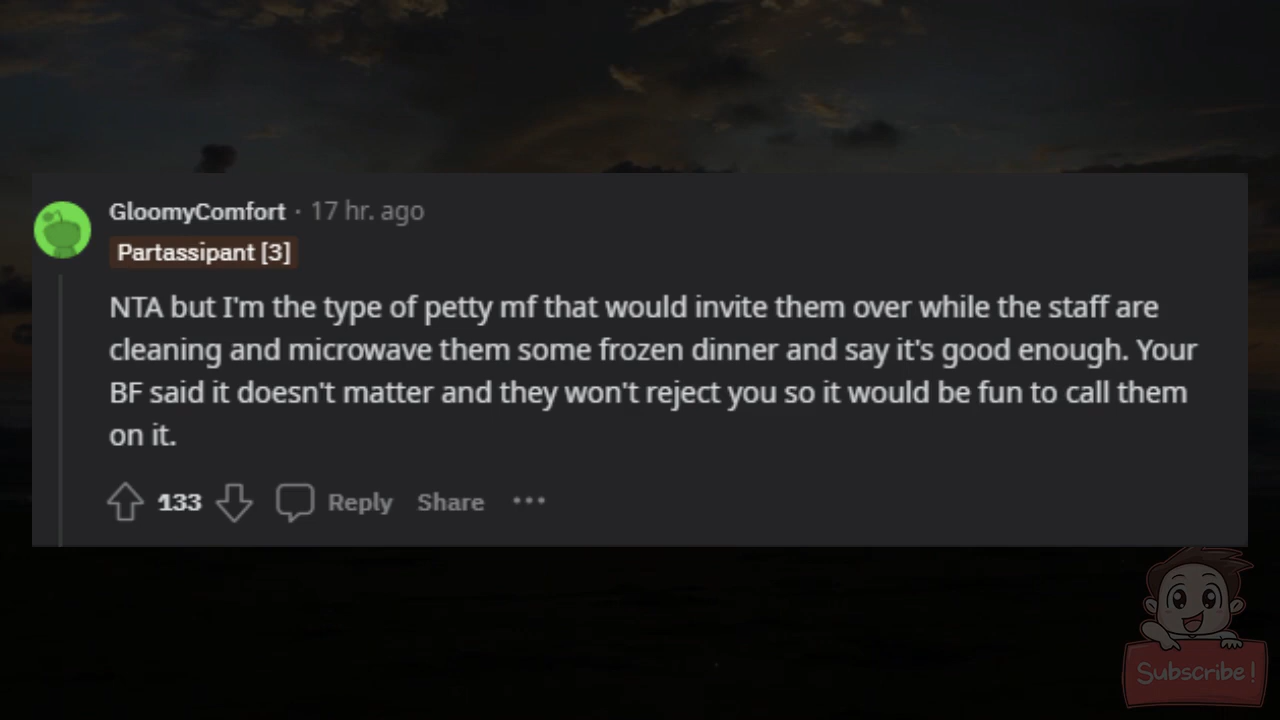 GloomyComfort · 17 hr. ago
Partassipant [3]
NTA but I'm the type of petty mf that would invite them over while the staff are
cleaning and microwave them some frozen dinner and say it's good enough. Your
BF said it doesn't matter and they won't reject you so it would be fun to call them
on it.
133 Reply Share ···
Subscribe!